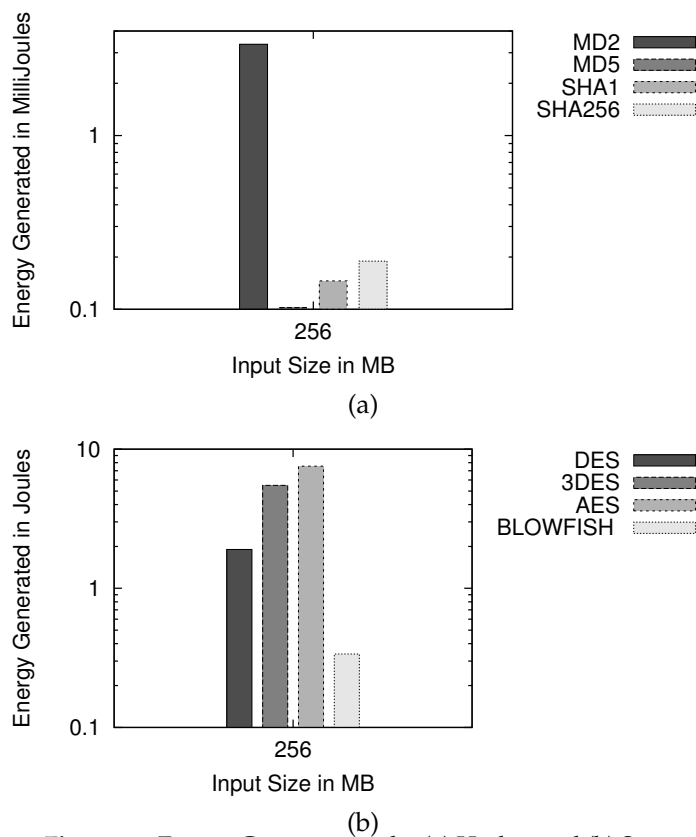 Energy Generated in MilliJoules
1
0.1
256
Input Size in MB
MD2
MD5
SHA1
SHA256
(a)
Energy Generated in Joules
10
1
0.1
256
Input Size in MB
DES
3DES
AES
BLOWFISH
(b)